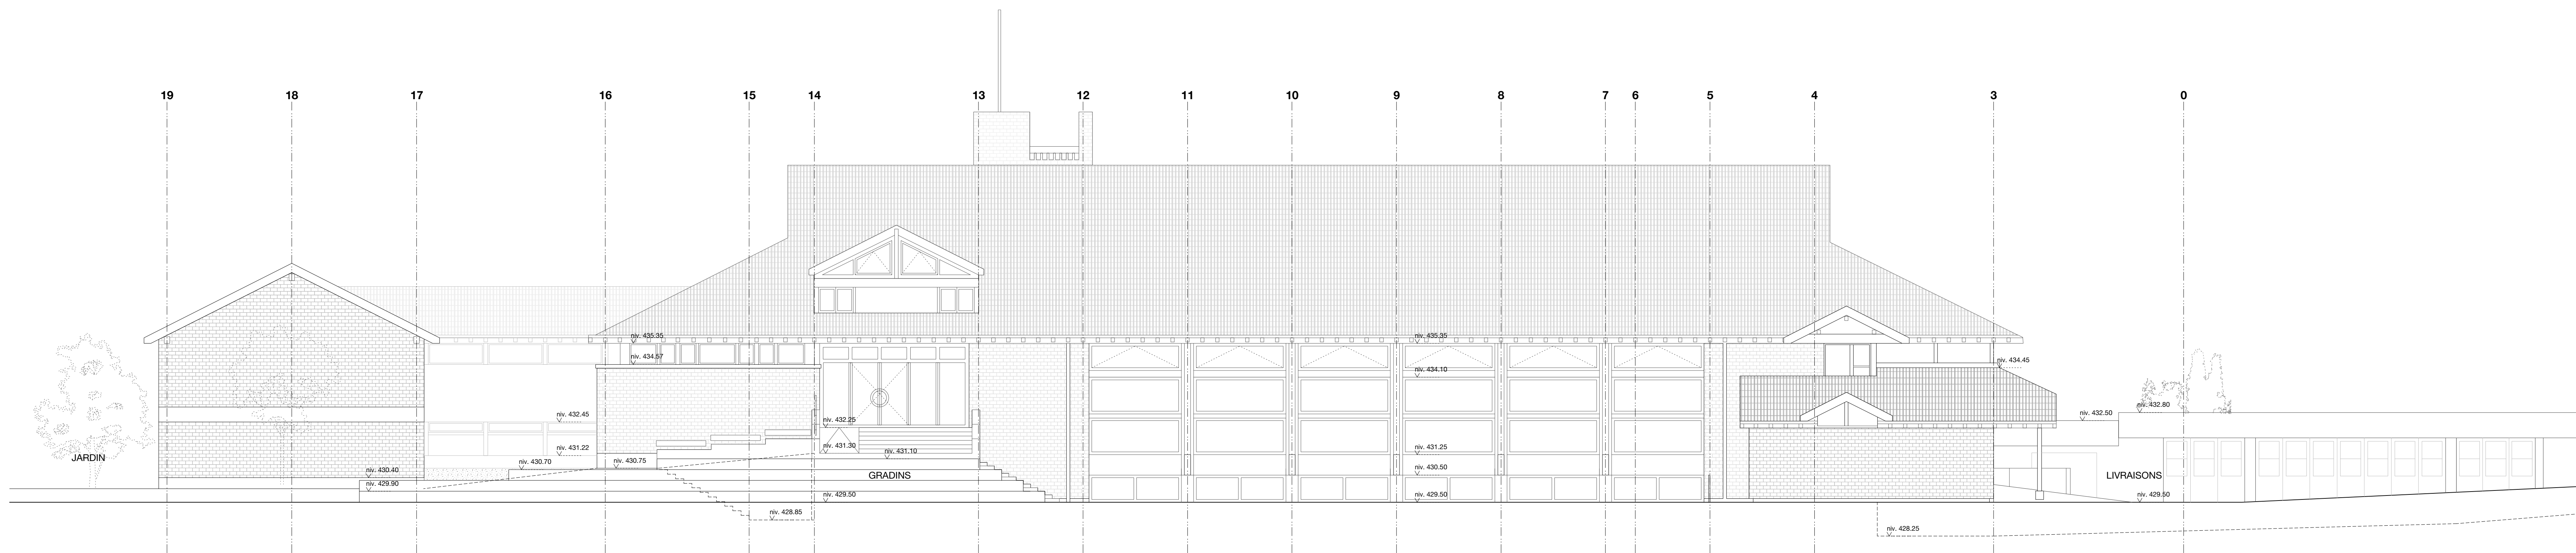 19 18 17 16 15 14 13 12 11 10 9 8 7 6 5 4 3 0
niv. 435.35
niv. 435.35
niv. 434.57
niv. 434.45
niv. 434.10
niv. 432.80
niv. 432.50
niv. 432.45
niv. 432.25
niv. 431.30
niv. 431.22
niv. 431.10
niv. 431.25
JARDIN
niv. 430.70
niv. 430.75
niv. 430.40
niv. 430.50
GRADINS
LIVRAISONS
niv. 429.90
niv. 429.50
niv. 429.50
niv. 429.50
niv. 428.85
niv. 428.25